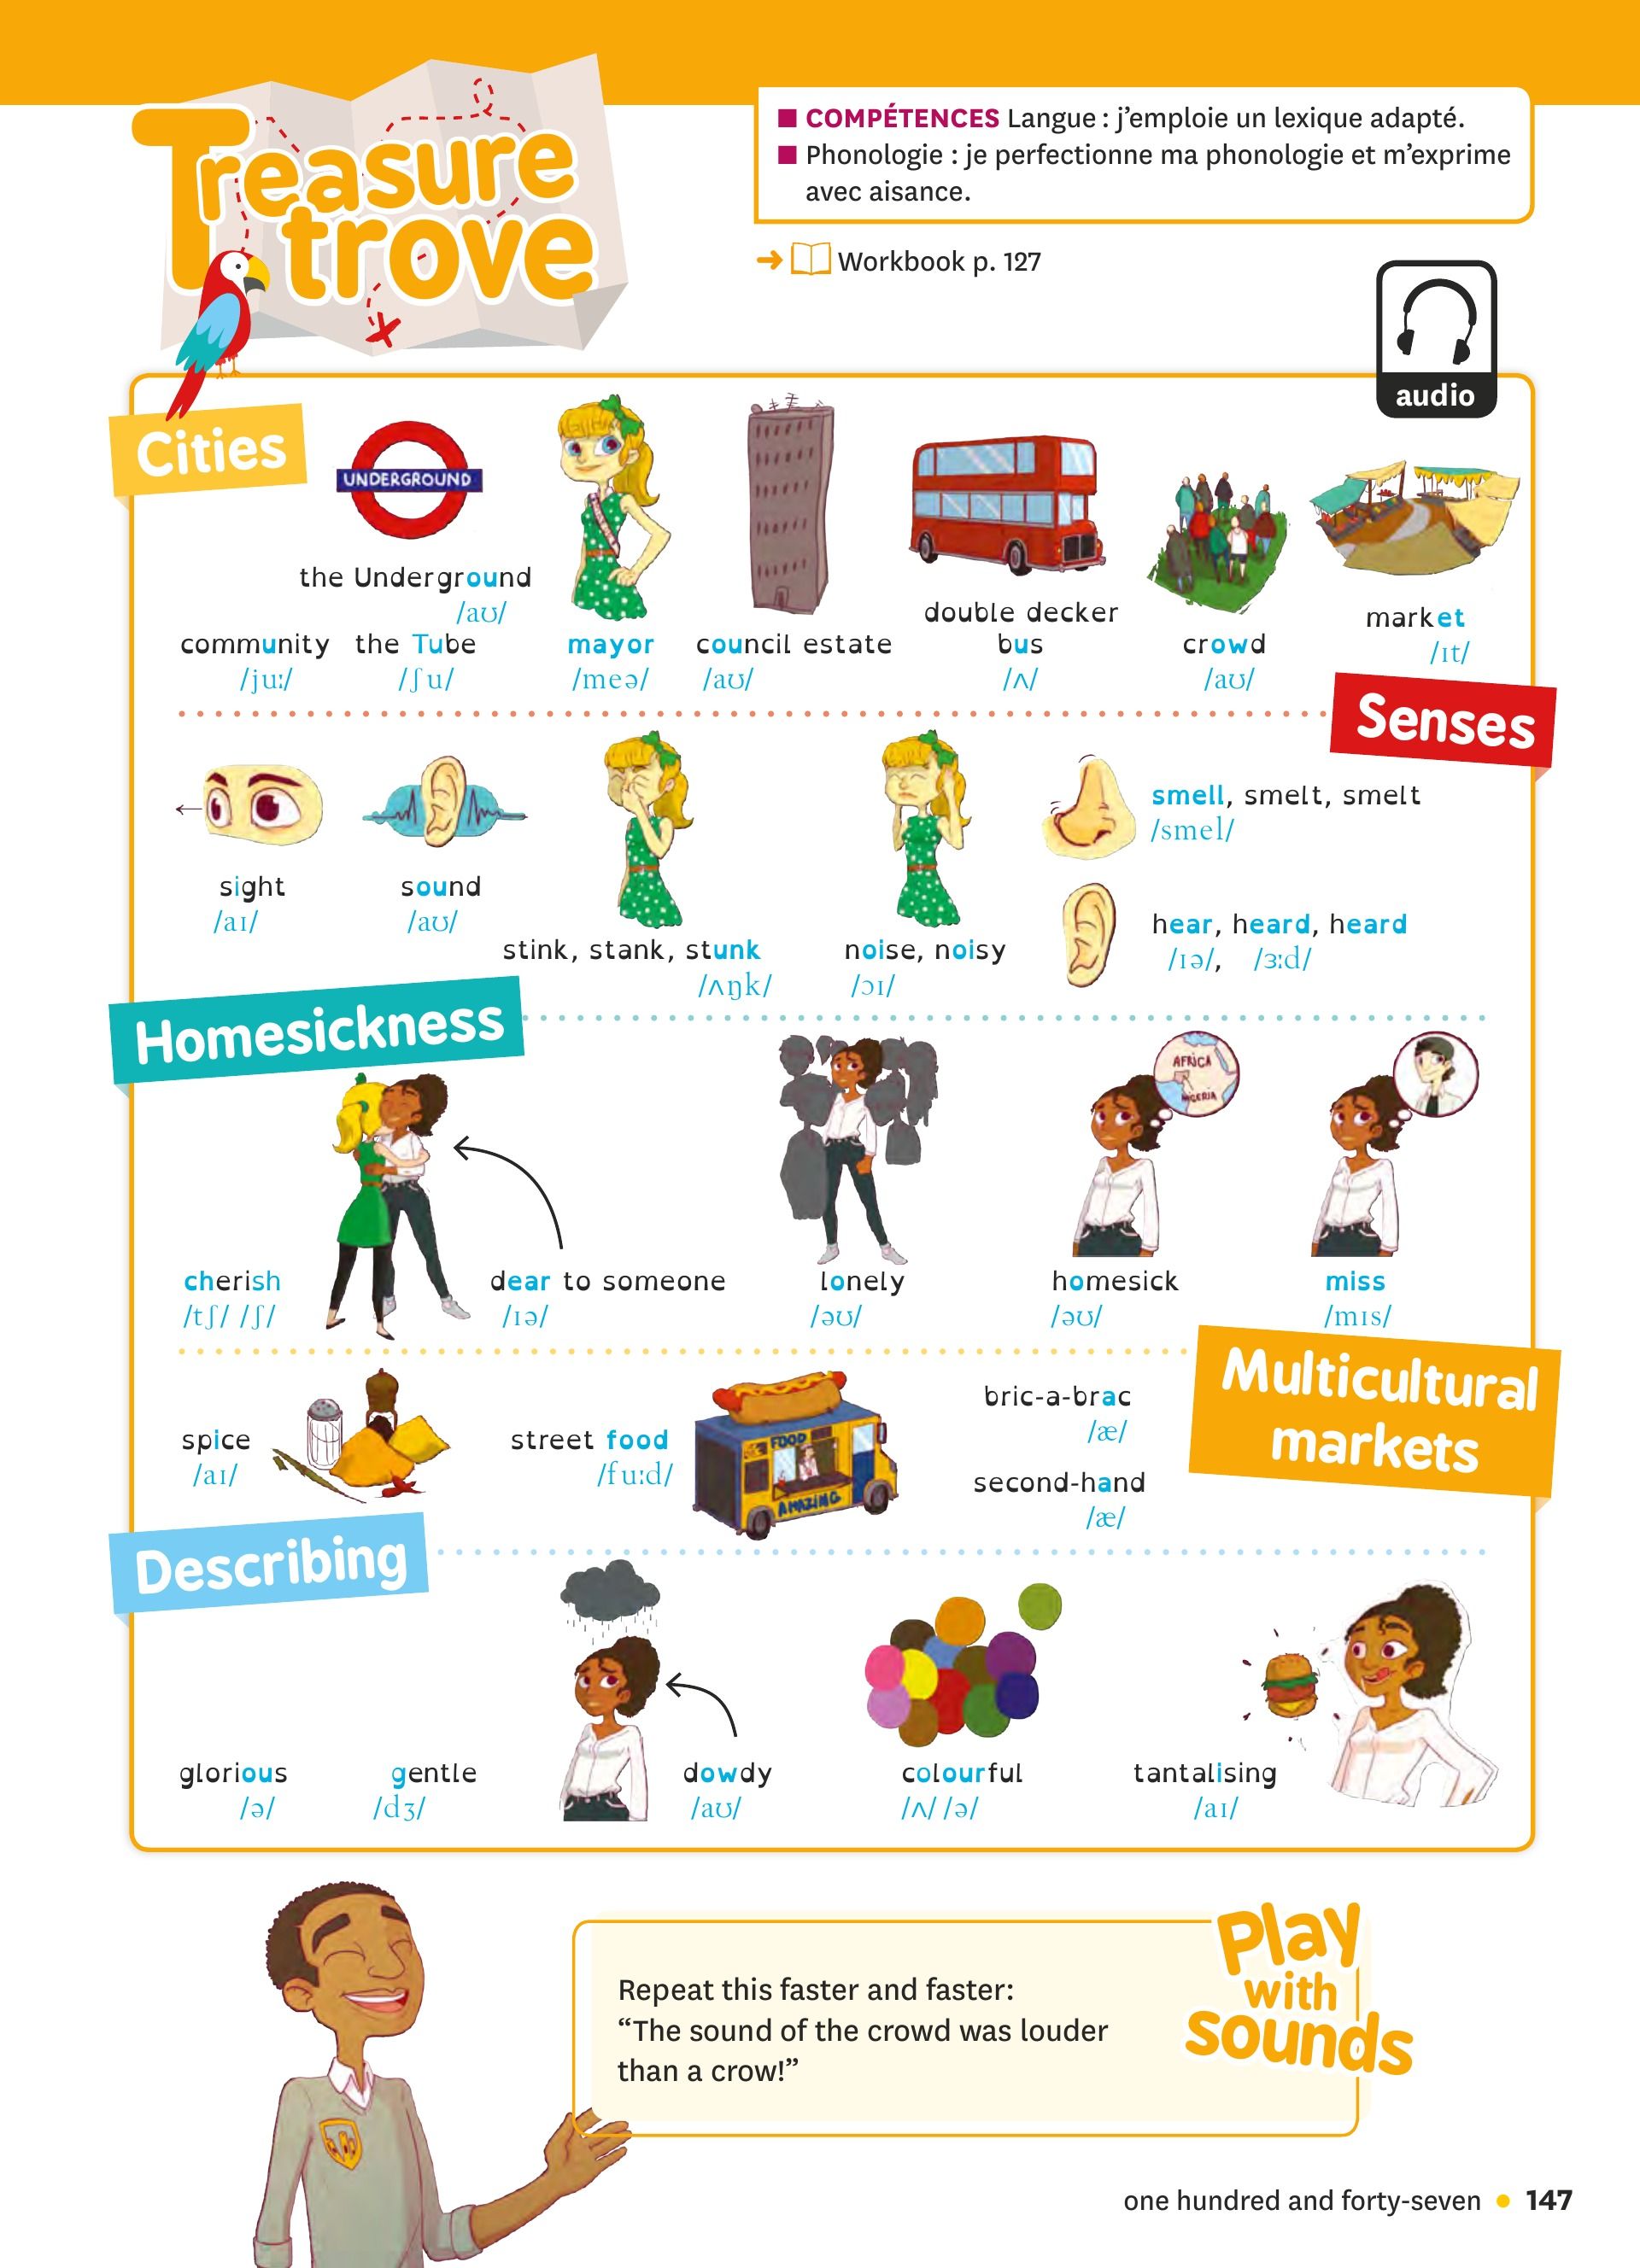 Treasure
trove
■ COMPÉTENCES Langue : j’emploie un lexique adapté.
■ Phonologie : je perfectionne ma phonologie et m’exprime
avec aisance.
➜ Workbook p. 127
audio
Cities
UNDERGROUND
the Underground
/aʊ/
community
/juː/
the Tube
/ʃu/
mayor
/meə/
council estate
/aʊ/
double decker
bus
/ʌ/
crowd
/aʊ/
market
/ɪt/
Senses
sight
/aɪ/
sound
/aʊ/
stink, stank, stunk
/ʌŋk/
noise, noisy
/ɔɪ/
smell, smelt, smelt
/smel/
hear, heard, heard
/ɪə/, /ɜːd/
Homesickness
AFRICA
NIGERIA
cherish
/tʃ/ /ʃ/
dear to someone
/ɪə/
lonely
/əʊ/
homesick
/əʊ/
miss
/mɪs/
Multicultural
markets
spice
/aɪ/
street food
/fuːd/
FOOD
AMAZING
bric-a-brac
/æ/
second-hand
/æ/
Describing
glorious
/ə/
gentle
/dʒ/
dowdy
/aʊ/
colourful
/ʌ/ /ə/
tantalising
/aɪ/
Play
with
sounds
Repeat this faster and faster:
“The sound of the crowd was louder
than a crow!”
one hundred and forty-seven • 147